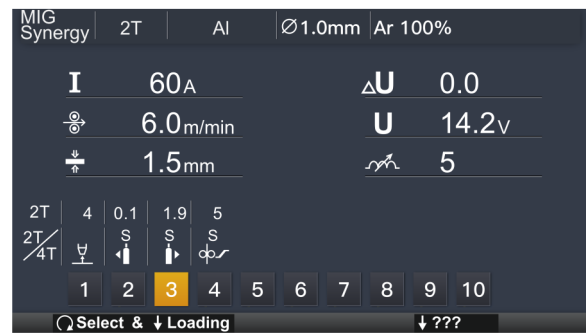 MIG
Synergy
2T
Al
Ø1.0mm
Ar 100%
I 60A
ΔU 0.0
6.0m/min
U 14.2V
1.5mm
5
2T 4 0.1 1.9 5
2T/4T S S S
1 2 3 4 5 6 7 8 9 10
Select & ↓ Loading
↓ ???